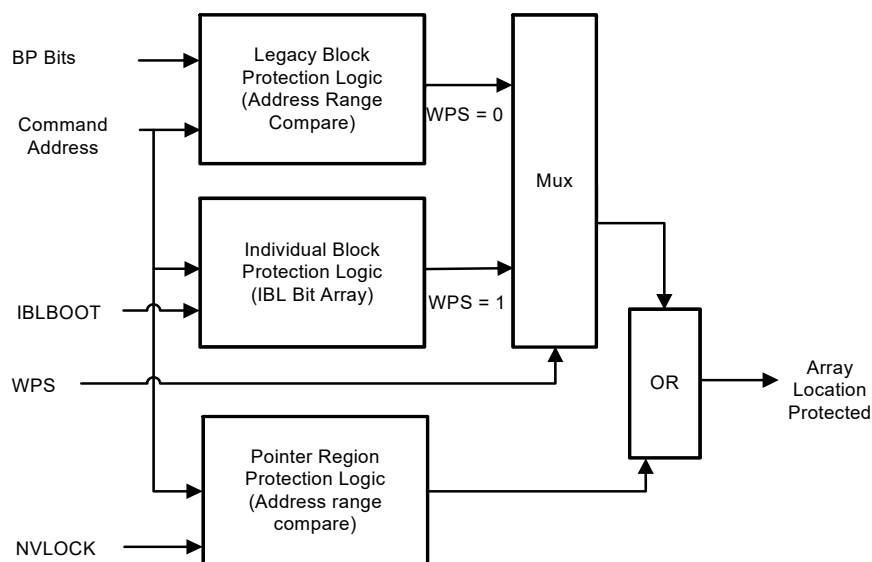 BP Bits
Command
Address
Legacy Block
Protection Logic
(Address Range
Compare)
WPS = 0
Mux
Individual Block
Protection Logic
(IBL Bit Array)
WPS = 1
IBLBOOT
WPS
OR
Array
Location
Protected
Pointer Region
Protection Logic
(Address range
compare)
NVLOCK